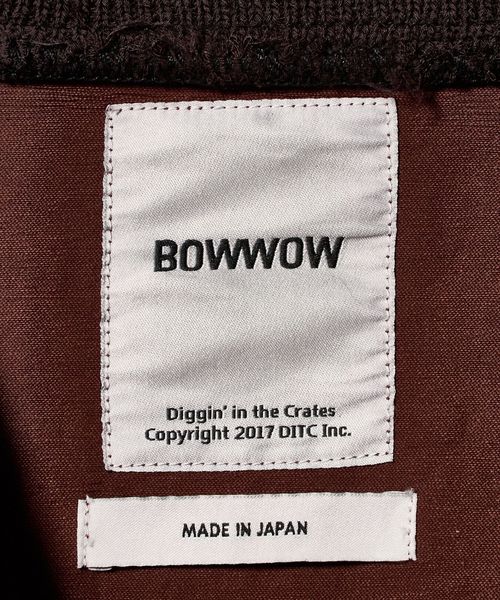 BOWWOW
Diggin' in the Crates
Copyright 2017 DITC Inc.
MADE IN JAPAN